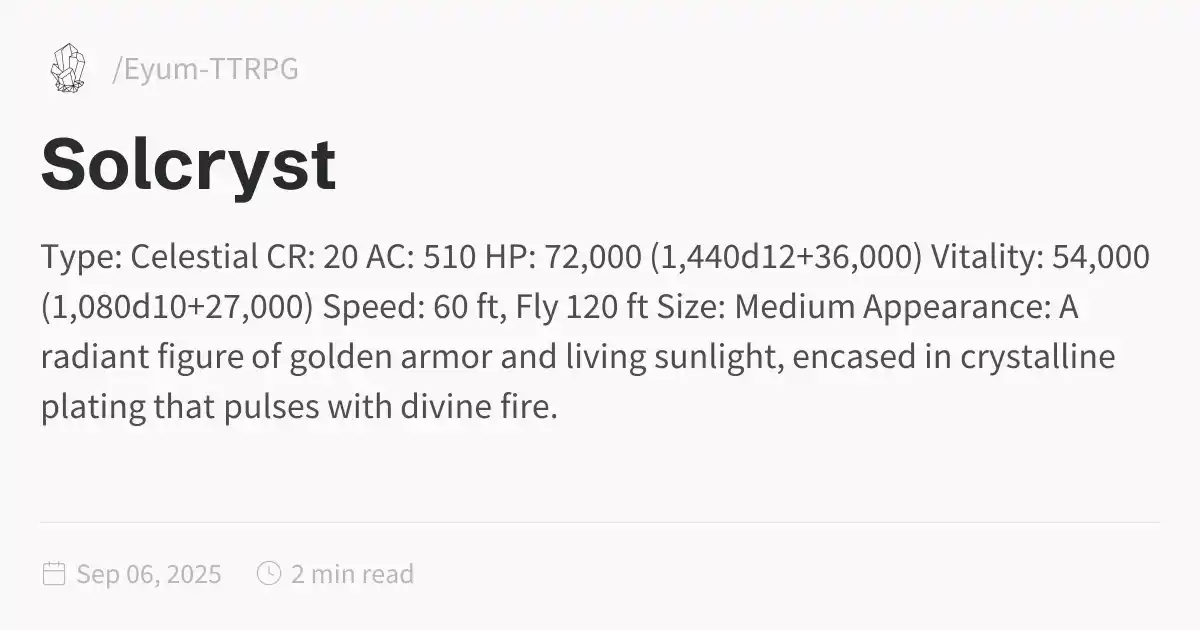 /Eyum-TTRPG
Solcryst
Type: Celestial CR: 20 AC: 510 HP: 72,000 (1,440d12+36,000) Vitality: 54,000
(1,080d10+27,000) Speed: 60 ft, Fly 120 ft Size: Medium Appearance: A
radiant figure of golden armor and living sunlight, encased in crystalline
plating that pulses with divine fire.
Sep 06, 2025 2 min read